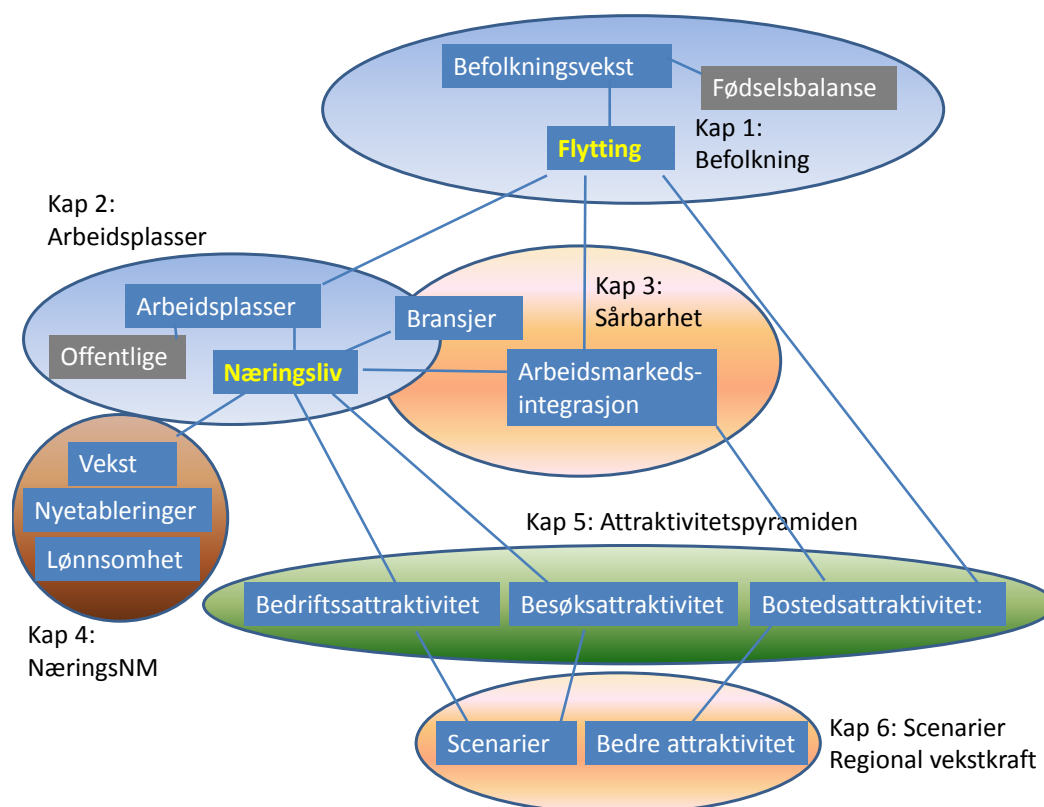 Befolkningsvekst
Fødselsbalanse
Kap 1:
Befolkning
Flytting
Kap 2:
Arbeidsplasser
Arbeidsplasser
Bransjer
Offentlige
Næringsliv
Kap 3:
Sårbarhet
Arbeidsmarkeds-
integrasjon
Vekst
Nyetableringer
Lønnsomhet
Kap 4:
NæringsNM
Kap 5: Attraktivitetspyramiden
Bedriftssattraktivitet
Besøksattraktivitet
Bostedsattraktivitet:
Scenarier
Bedre attraktivitet
Kap 6: Scenarier
Regional vekstkraft